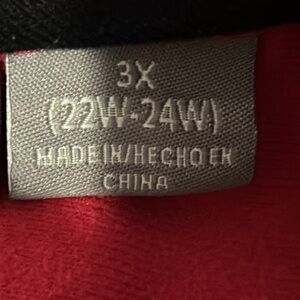 3X
(22W-24W)
MADE IN/HECHO EN
CHINA